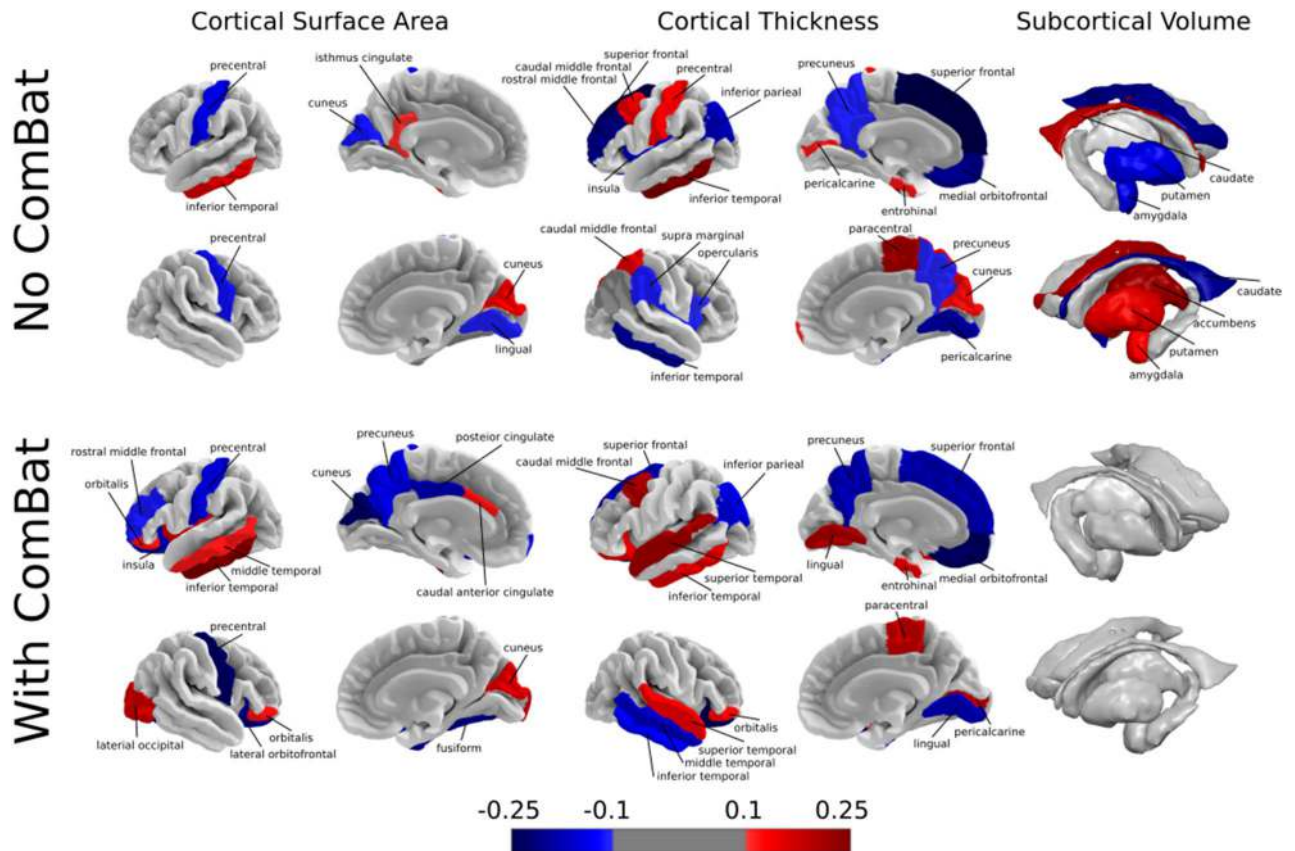 Cortical Surface Area
Cortical Thickness
Subcortical Volume
No ComBat
precentral
inferior temporal
isthmus cingulate
cuneus
superior frontal
caudal middle frontal
rostral middle frontal
precentral
inferior parieal
insula
inferior temporal
precuneus
superior frontal
pericalcarine
entrohinal
medial orbitofrontal
caudate
putamen
amygdala
precentral
cuneus
lingual
caudal middle frontal
supra marginal
opercularis
inferior temporal
paracentral
precuneus
cuneus
pericalcarine
caudate
accumbens
putamen
amygdala
With ComBat
rostral middle frontal
precentral
orbitalis
insula
middle temporal
inferior temporal
precuneus
posteior cingulate
cuneus
caudal anterior cingulate
superior frontal
caudal middle frontal
inferior parieal
superior temporal
inferior temporal
precuneus
superior frontal
lingual
entrohinal
medial orbitofrontal
precentral
laterial occipital
orbitalis
lateral orbitofrontal
cuneus
fusiform
orbitalis
superior temporal
middle temporal
inferior temporal
paracentral
pericalcarine
lingual
-0.25
-0.1
0.1
0.25